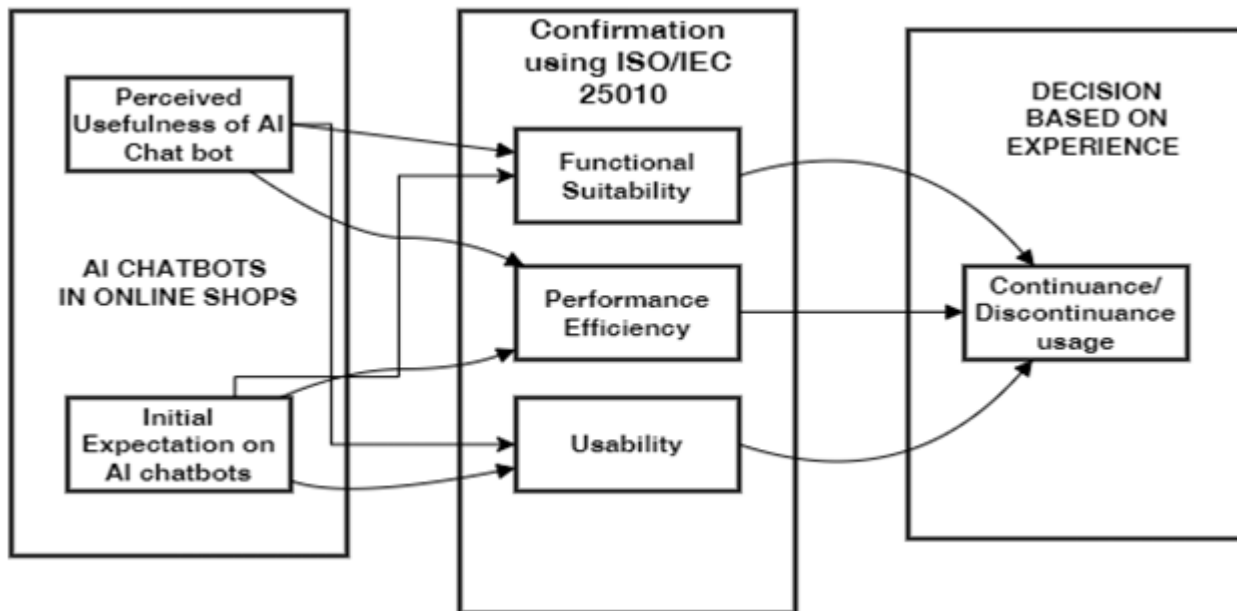 Perceived
Usefulness of AI
Chat bot
AI CHATBOTS
IN ONLINE SHOPS
Initial
Expectation on
AI chatbots
Confirmation
using ISO/IEC
25010
Functional
Suitability
Performance
Efficiency
Usability
DECISION
BASED ON
EXPERIENCE
Continuance/
Discontinuance
usage